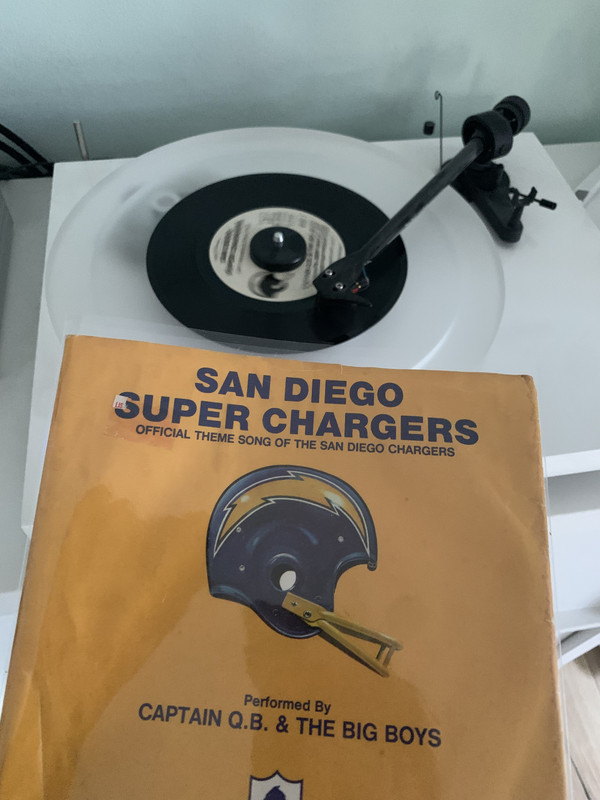 SAN DIEGO
SUPER CHARGERS
OFFICIAL THEME SONG OF THE SAN DIEGO CHARGERS
Performed By
CAPTAIN Q.B. & THE BIG BOYS